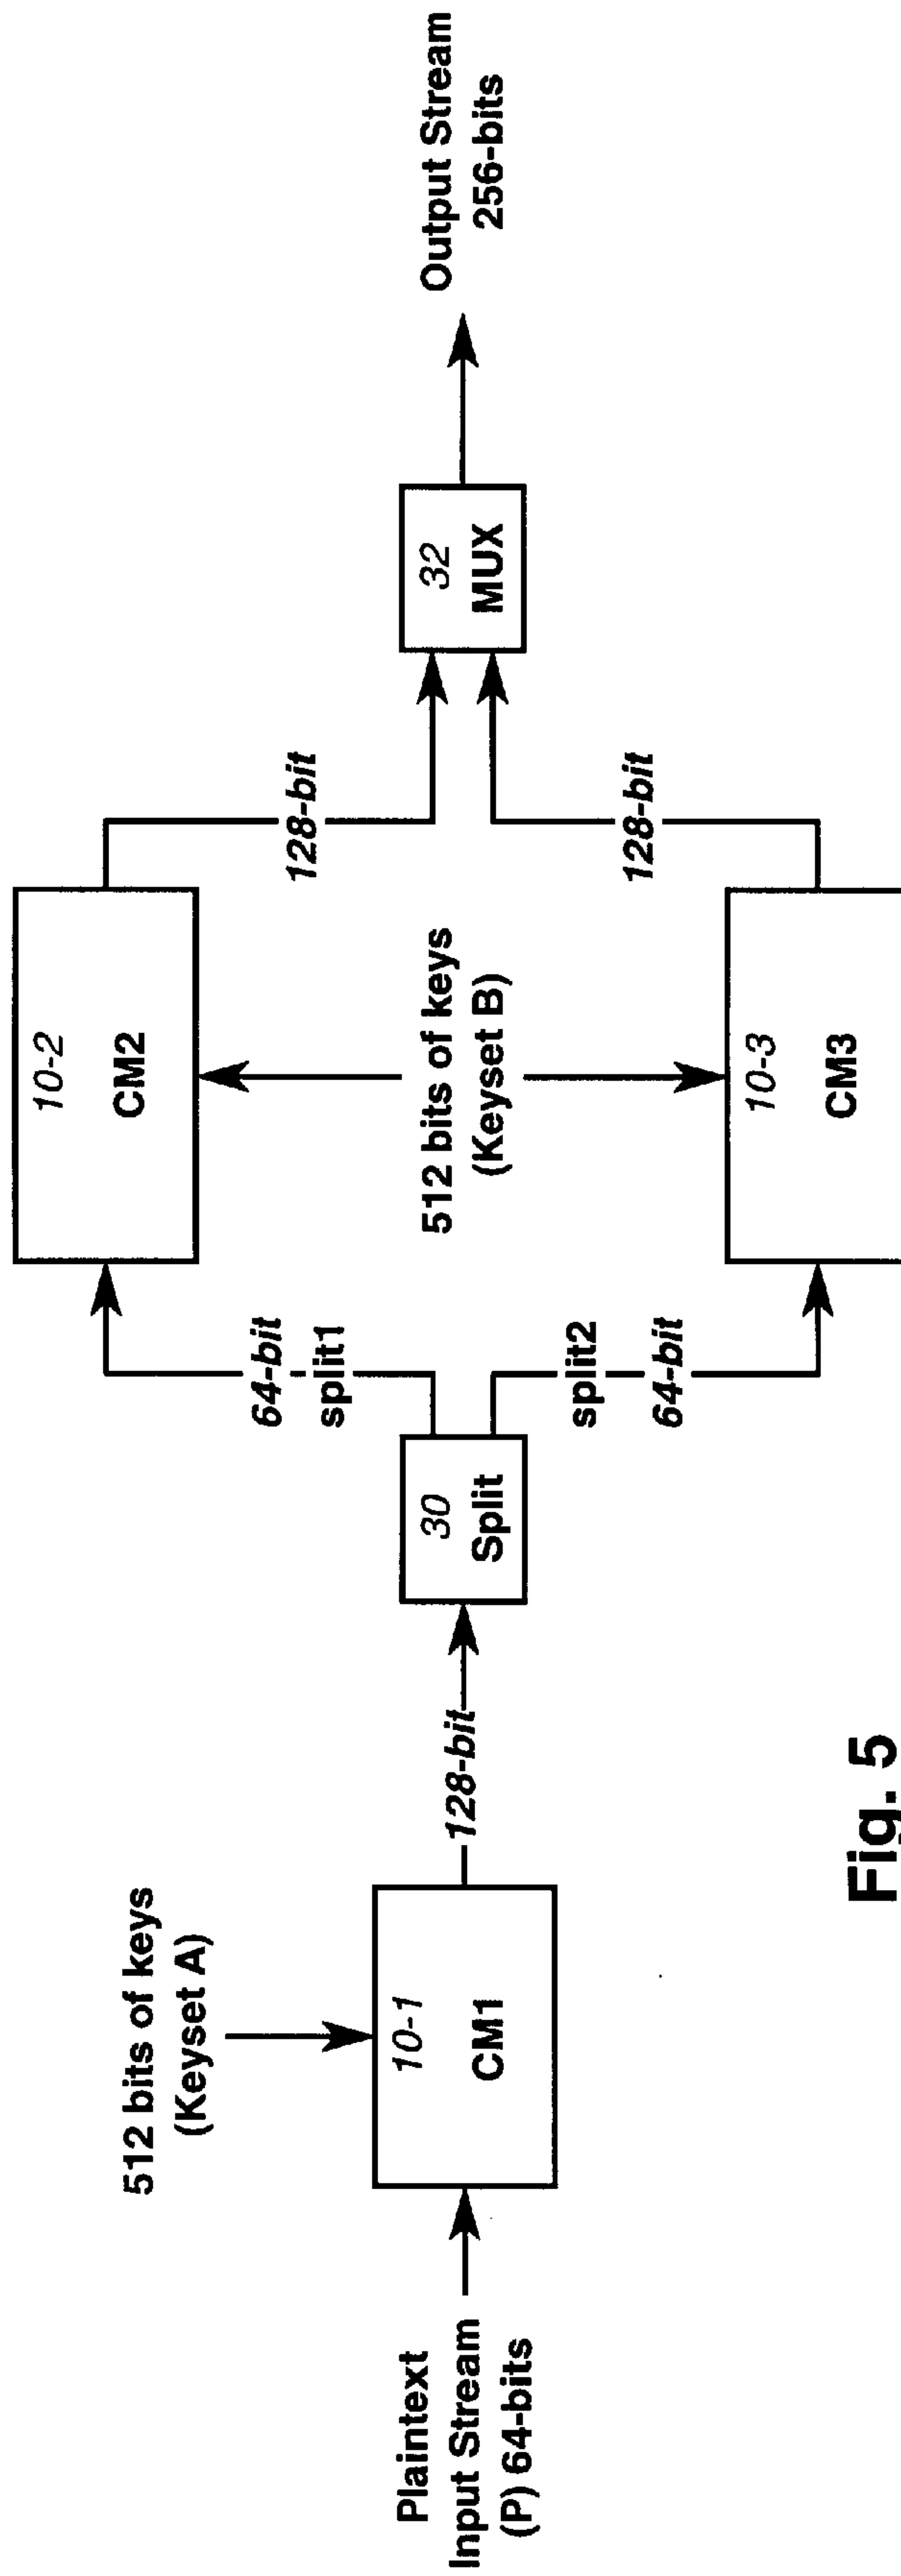 Plaintext
Input Stream
(P) 64-bits
512 bits of keys
(Keyset A)
10-1
CM1
128-bit
30
Split
64-bit
split1
split2
64-bit
10-2
CM2
512 bits of keys
(Keyset B)
10-3
CM3
128-bit
128-bit
32
MUX
Output Stream
256-bits
Fig. 5